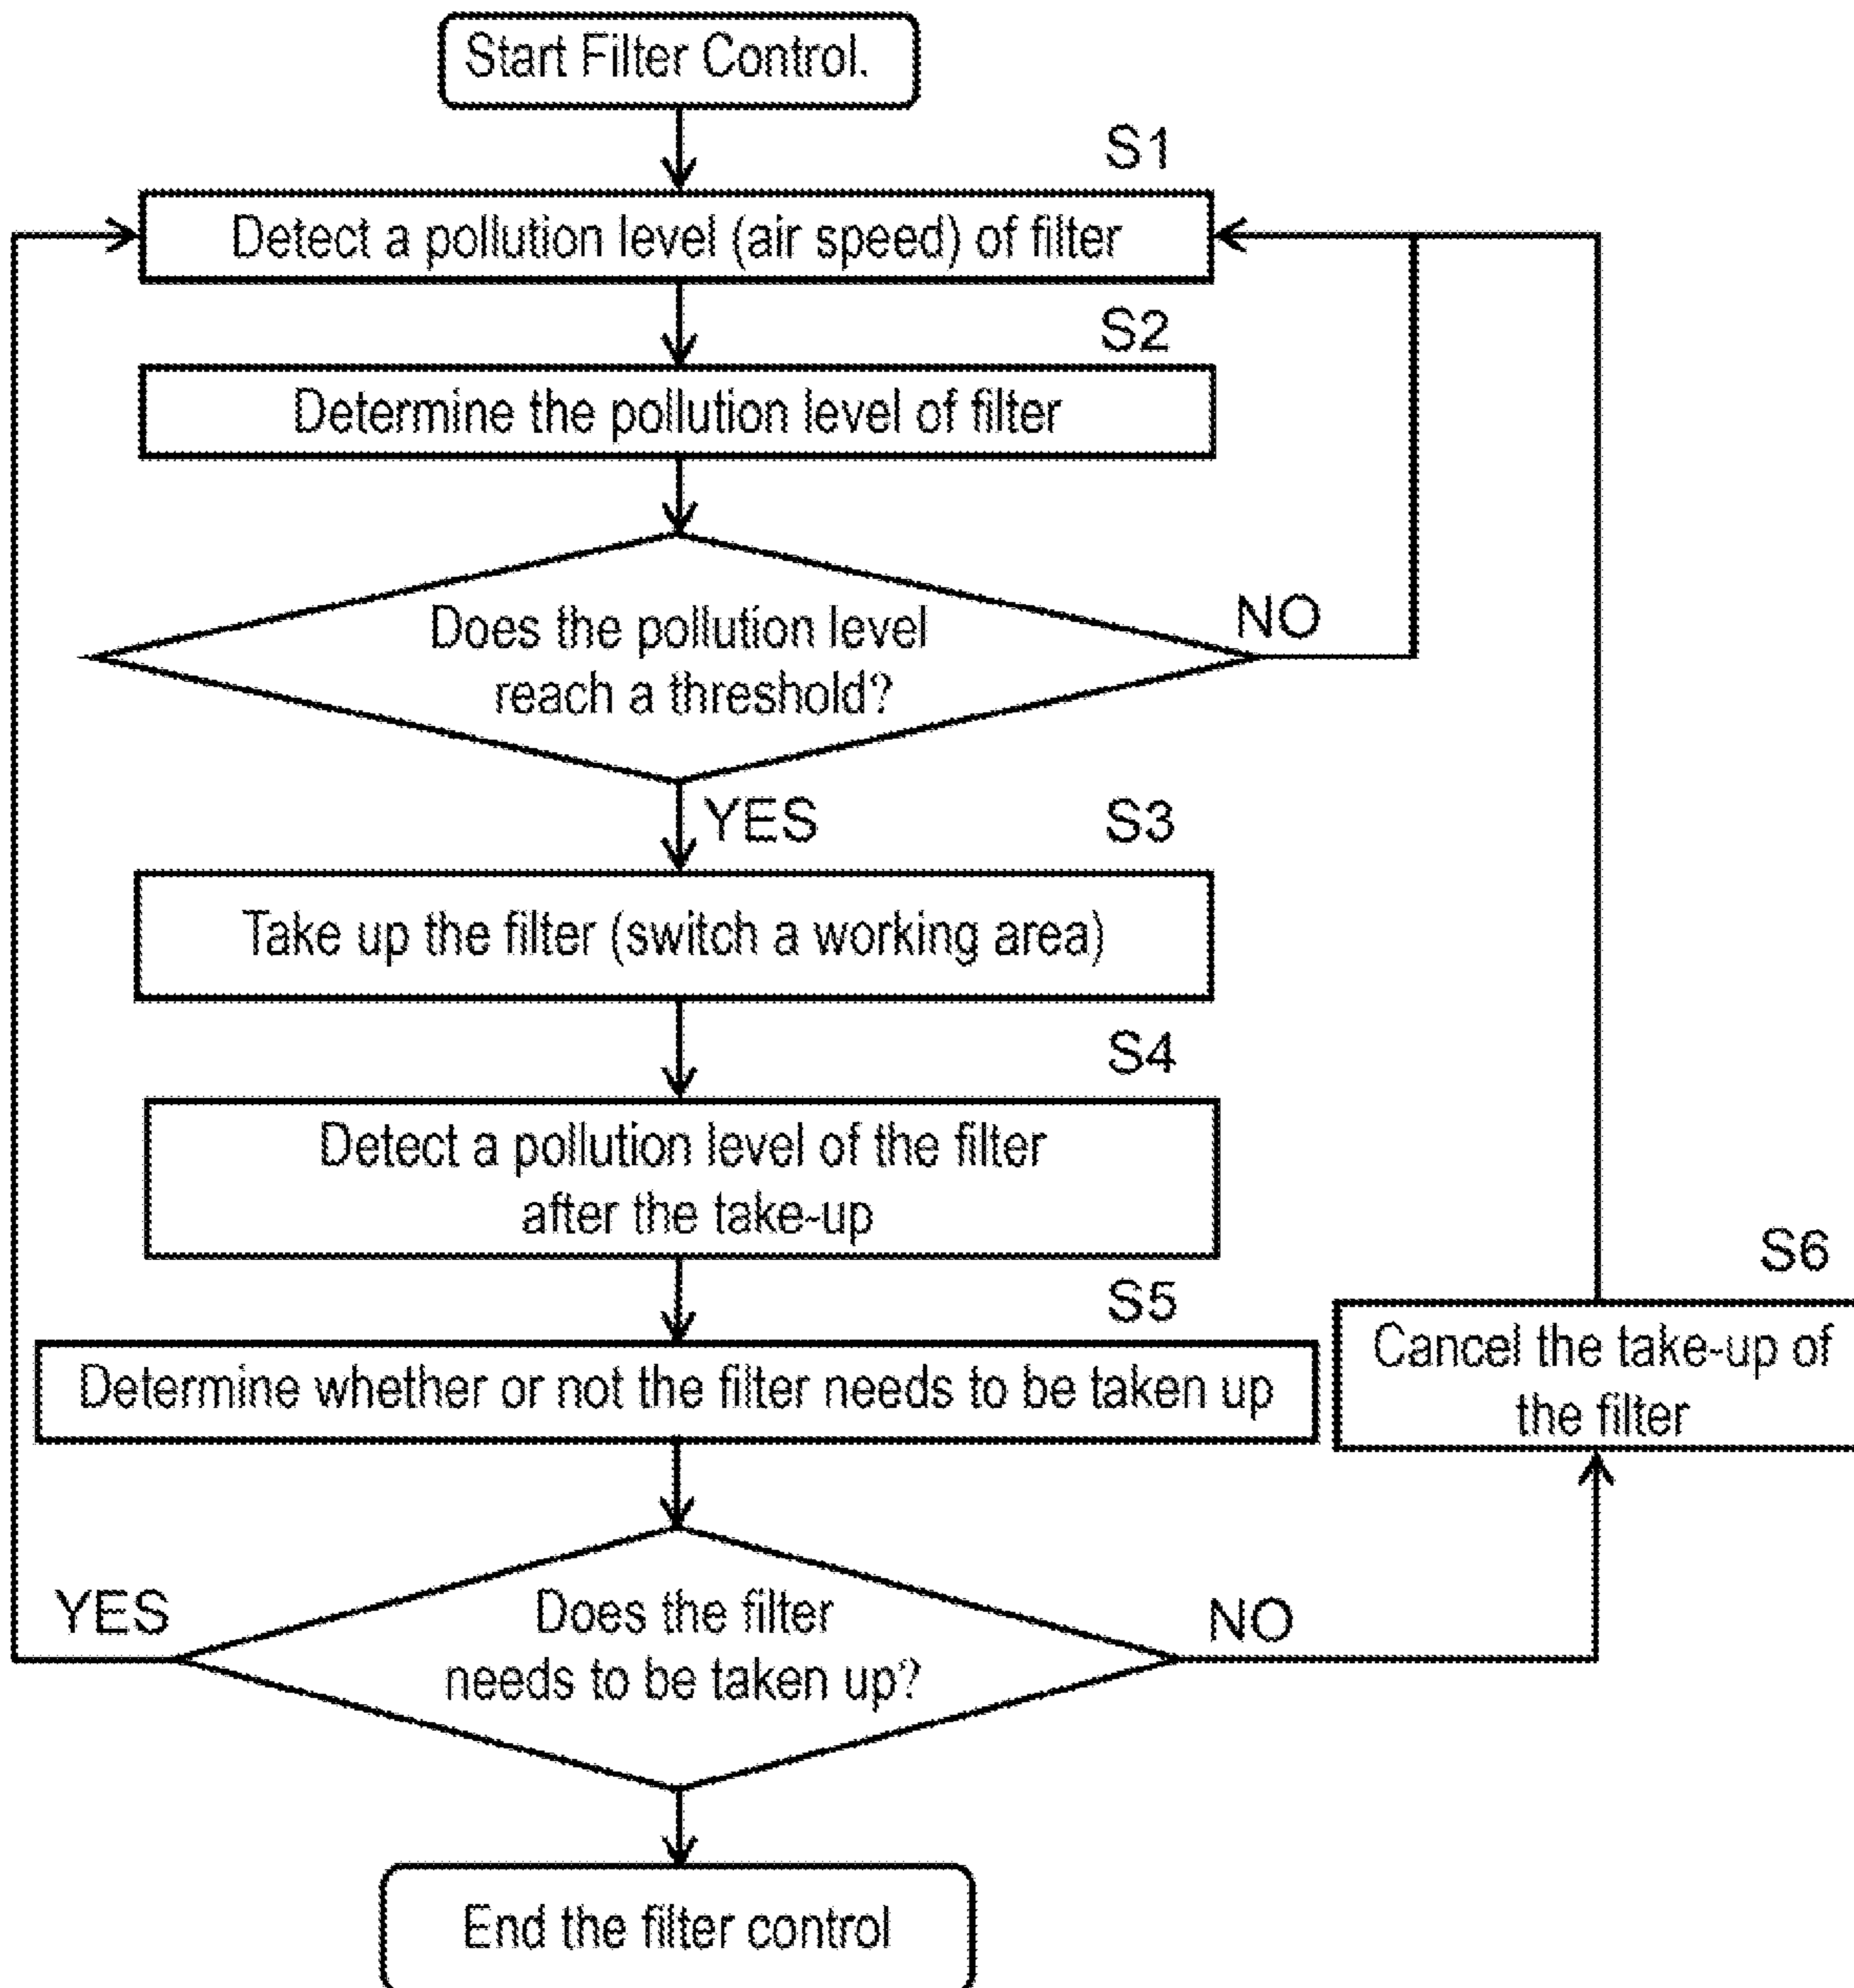 Start Filter Control.
S1
Detect a pollution level (air speed) of filter
S2
Determine the pollution level of filter
Does the pollution level
reach a threshold?
NO
YES
S3
Take up the filter (switch a working area)
S4
Detect a pollution level of the filter
after the take-up
S5
Determine whether or not the filter needs to be taken up
S6
Cancel the take-up of
the filter
YES
Does the filter
needs to be taken up?
NO
End the filter control